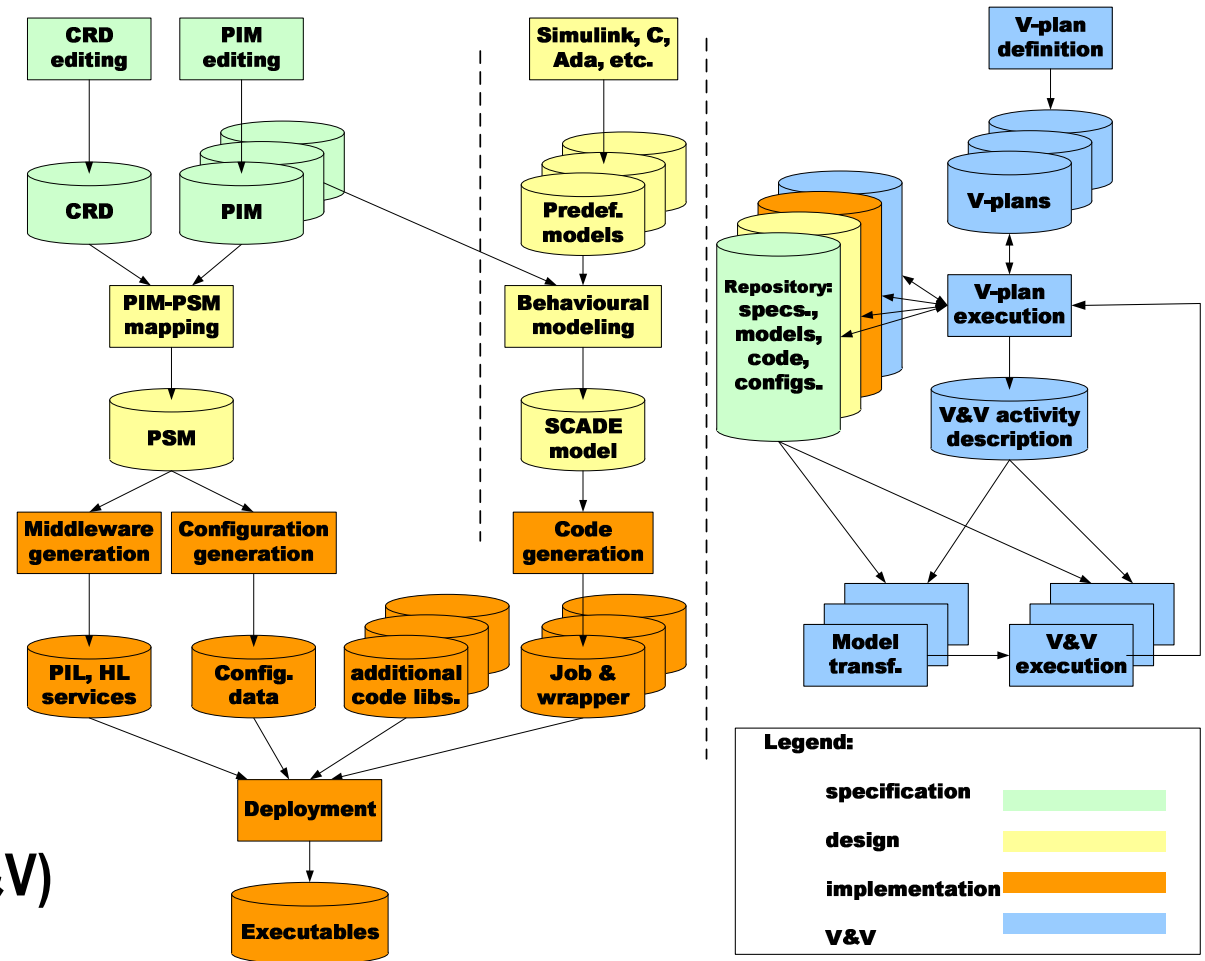 CRD
editing
PIM
editing
Simulink, C,
Ada, etc.
V-plan
definition
CRD
PIM
Predef.
models
V-plans
PIM-PSM
mapping
Behavioural
modeling
Repository:
specs.,
models,
code,
configs.
V-plan
execution
PSM
SCADE
model
V&V activity
description
Middleware
generation
Configuration
generation
Code
generation
PIL, HL
services
Config.
data
additional
code libs.
Job &
wrapper
Model
transf.
V&V
execution
Deployment
Executables
&V)
Legend:
specification
design
implementation
V&V